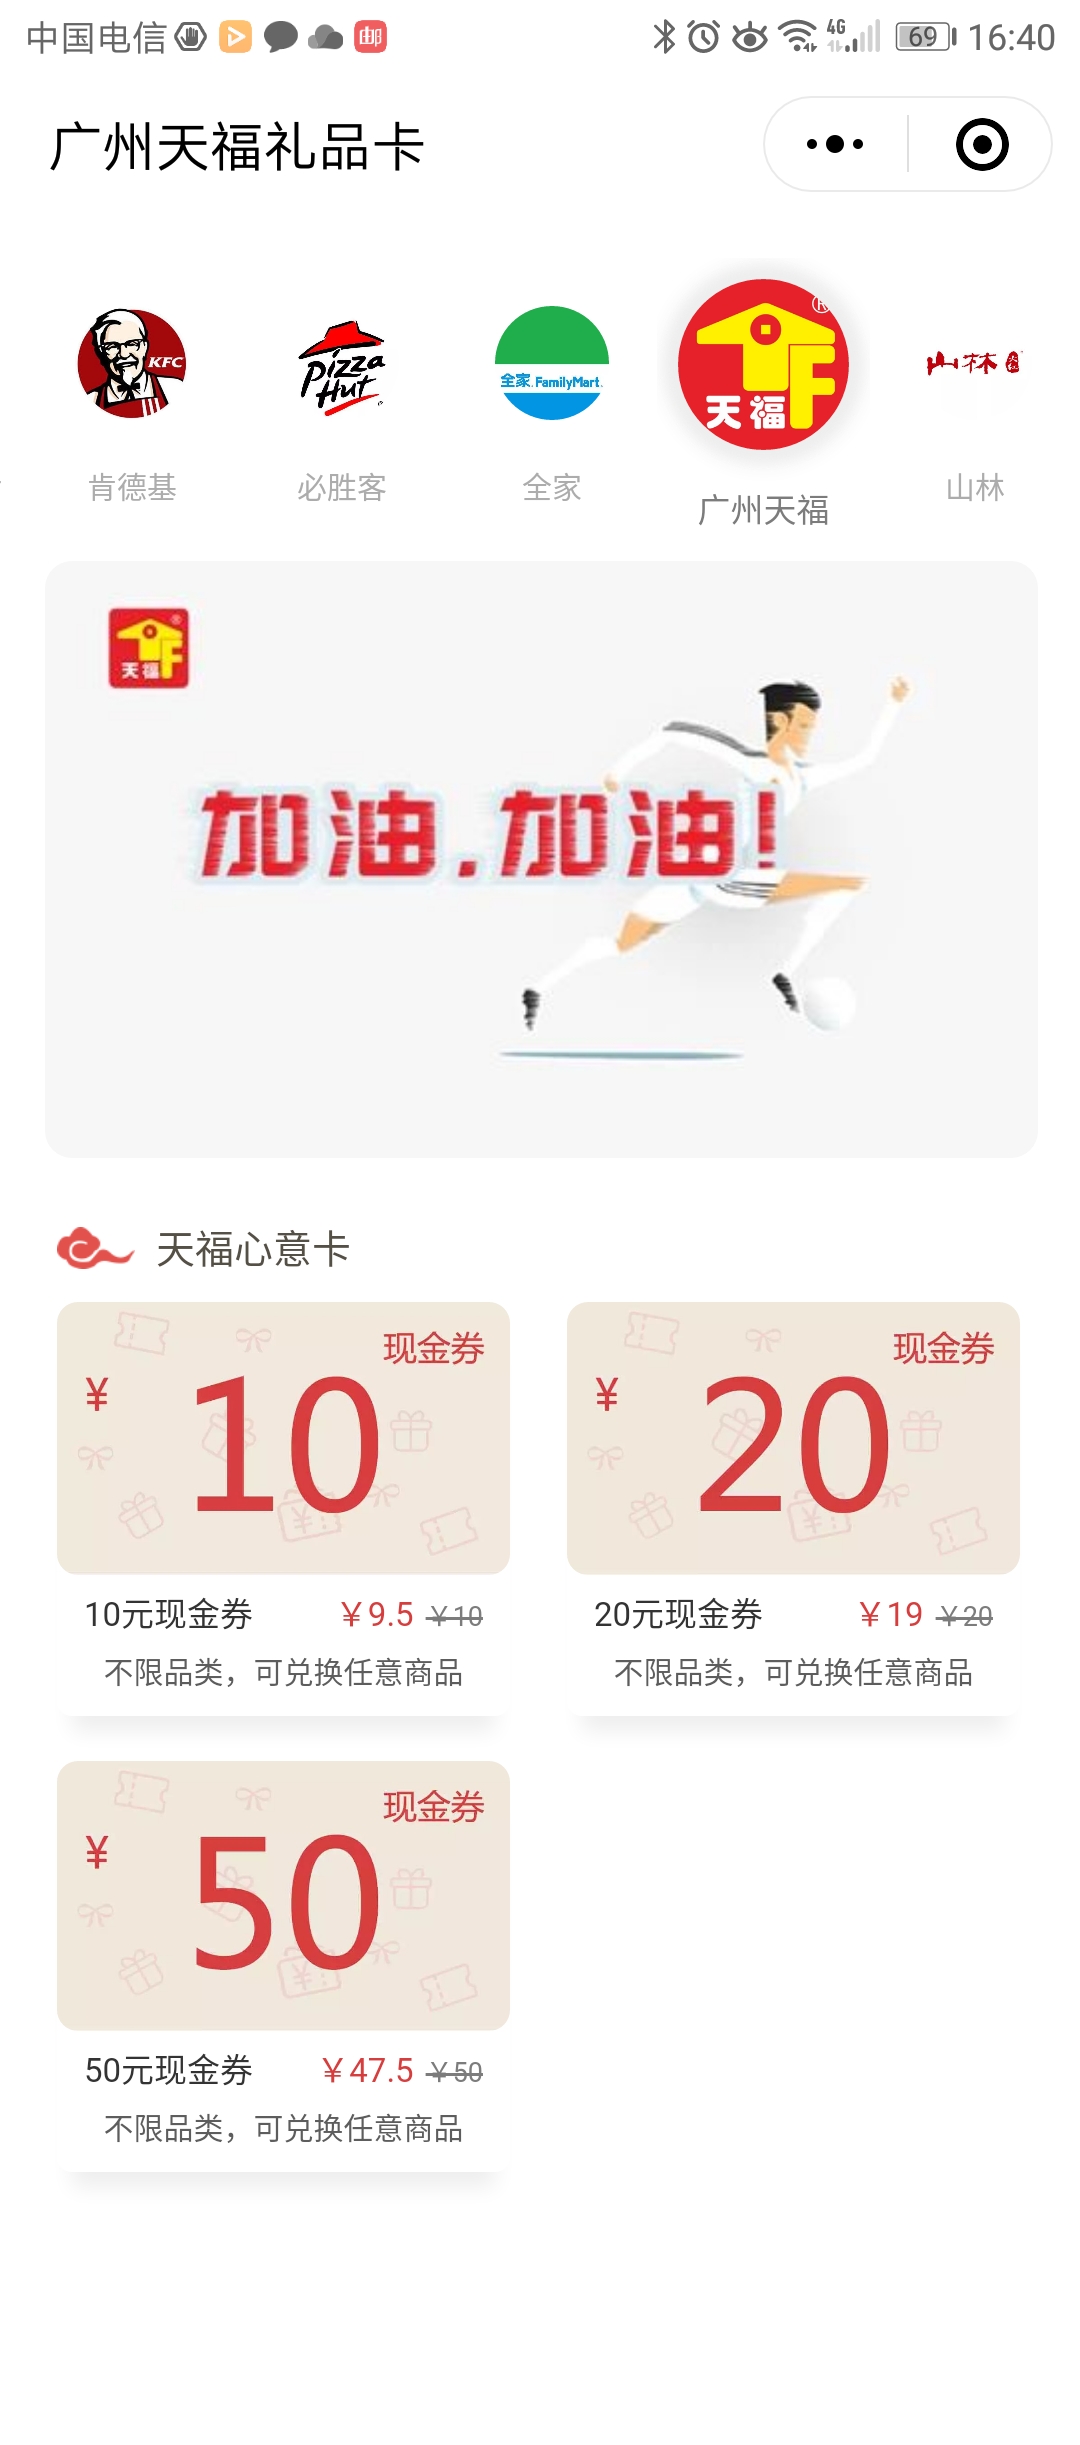 中国电信 邮 4G 69 16:40
广州天福礼品卡
KFC
Pizza Hut
全家 FamilyMart
天福 ®
山林
肯德基 必胜客 全家 广州天福 山林
天福
加油.加油!
天福心意卡
现金券
¥ 10
现金券
¥ 20
10元现金券 ¥9.5 ¥10
不限品类，可兑换任意商品
20元现金券 ¥19 ¥20
不限品类，可兑换任意商品
现金券
¥ 50
50元现金券 ¥47.5 ¥50
不限品类，可兑换任意商品